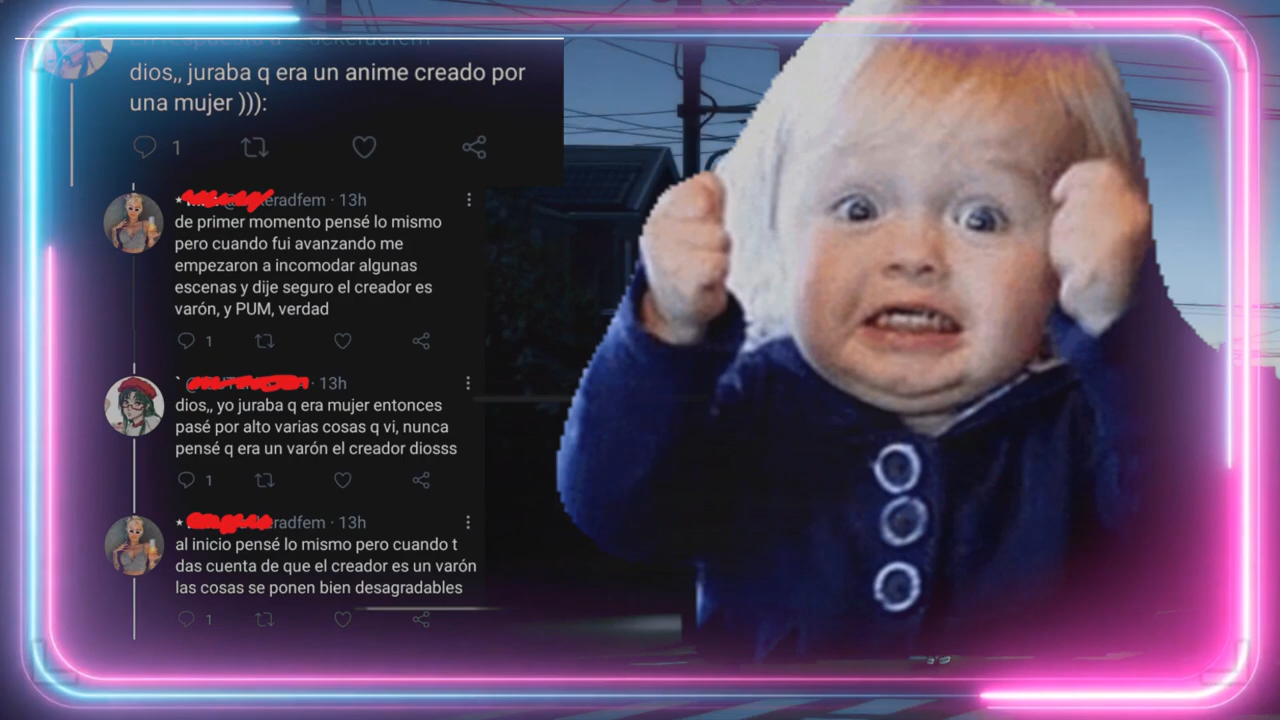 En respuesta a
dios,, juraba q era un anime creado por
una mujer ))):
1
eradfem · 13h
de primer momento pensé lo mismo
pero cuando fui avanzando me
empezaron a incomodar algunas
escenas y dije seguro el creador es
varón, y PUM, verdad
1
13h
dios,, yo juraba q era mujer entonces
pasé por alto varias cosas q vi, nunca
pensé q era un varón el creador diosss
1
eradfem · 13h
al inicio pensé lo mismo pero cuando t
das cuenta de que el creador es un varón
las cosas se ponen bien desagradables
1